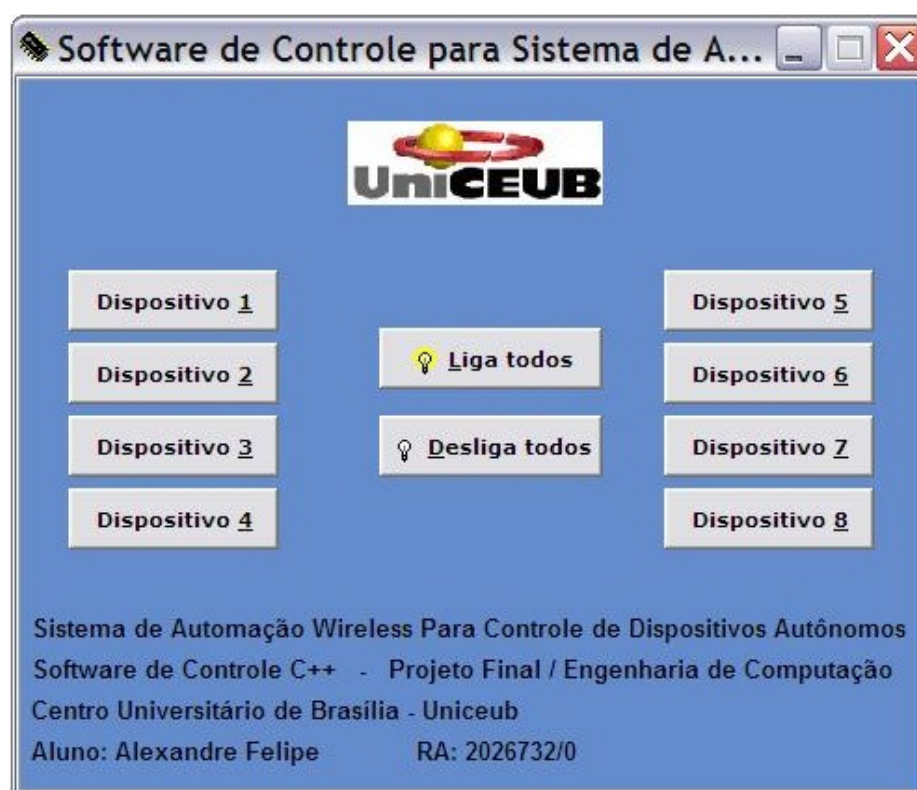 Software de Controle para Sistema de A...
UniCEUB
Dispositivo 1
Dispositivo 2
Dispositivo 3
Dispositivo 4
Liga todos
Desliga todos
Dispositivo 5
Dispositivo 6
Dispositivo 7
Dispositivo 8
Sistema de Automação Wireless Para Controle de Dispositivos Autônomos
Software de Controle C++ - Projeto Final / Engenharia de Computação
Centro Universitário de Brasília - Uniceub
Aluno: Alexandre Felipe RA: 2026732/0